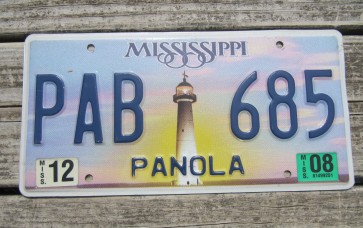 MISSISSIPPI
PAB 685
MISS. 12
PANOLA
MISS. 08